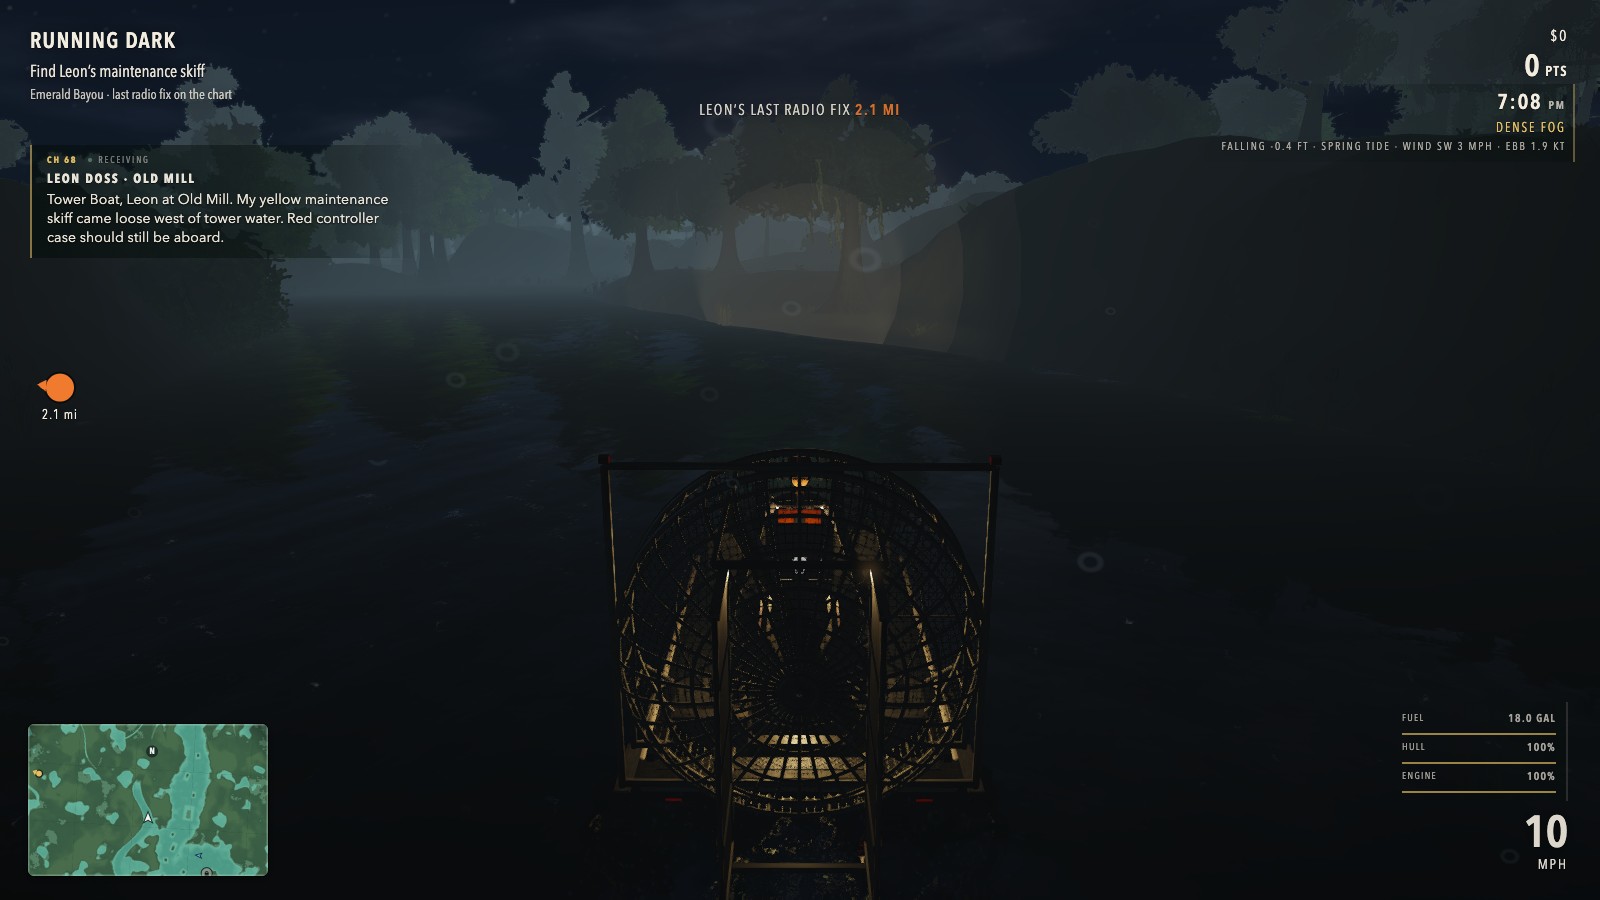 RUNNING DARK
Find Leon's maintenance skiff
Emerald Bayou · last radio fix on the chart
CH 68 • RECEIVING
LEON DOSS · OLD MILL
Tower Boat, Leon at Old Mill. My yellow maintenance
skiff came loose west of tower water. Red controller
case should still be aboard.
LEON'S LAST RADIO FIX 2.1 MI
$0
0 PTS
7:08 PM
DENSE FOG
FALLING -0.4 FT · SPRING TIDE · WIND SW 3 MPH · EBB 1.9 KT
2.1 mi
N
FUEL 18.0 GAL
HULL 100%
ENGINE 100%
10
MPH